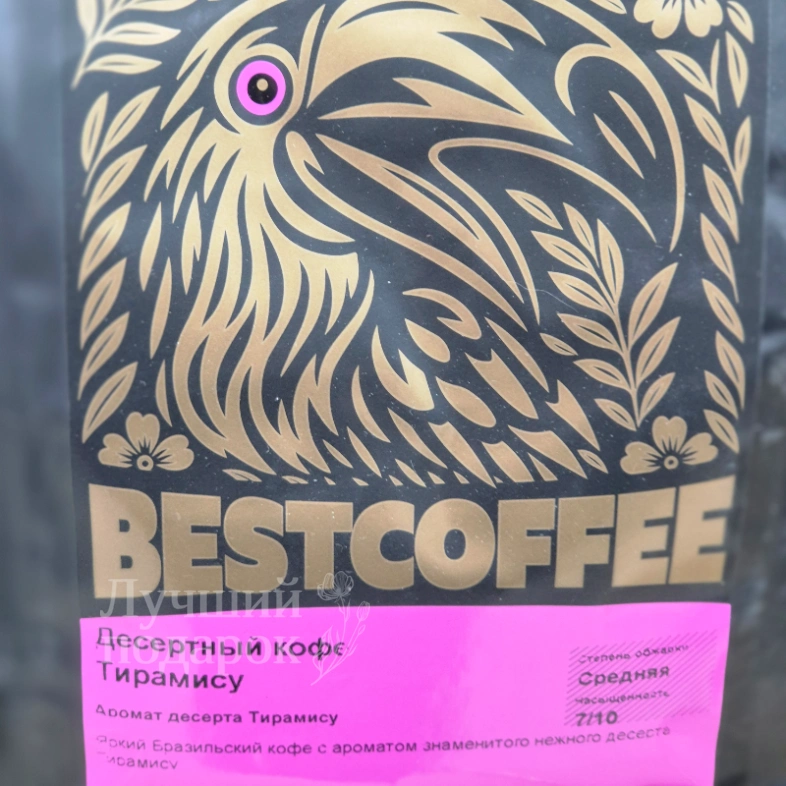 BESTCOFFEE
Лучший
подарок
Десертный кофе
Тирамису
Аромат десерта Тирамису
Яркий Бразильский кофе с ароматом знаменитого нежного десерта
Тирамису
Степень обжарки
Средняя
насыщенность
7/10